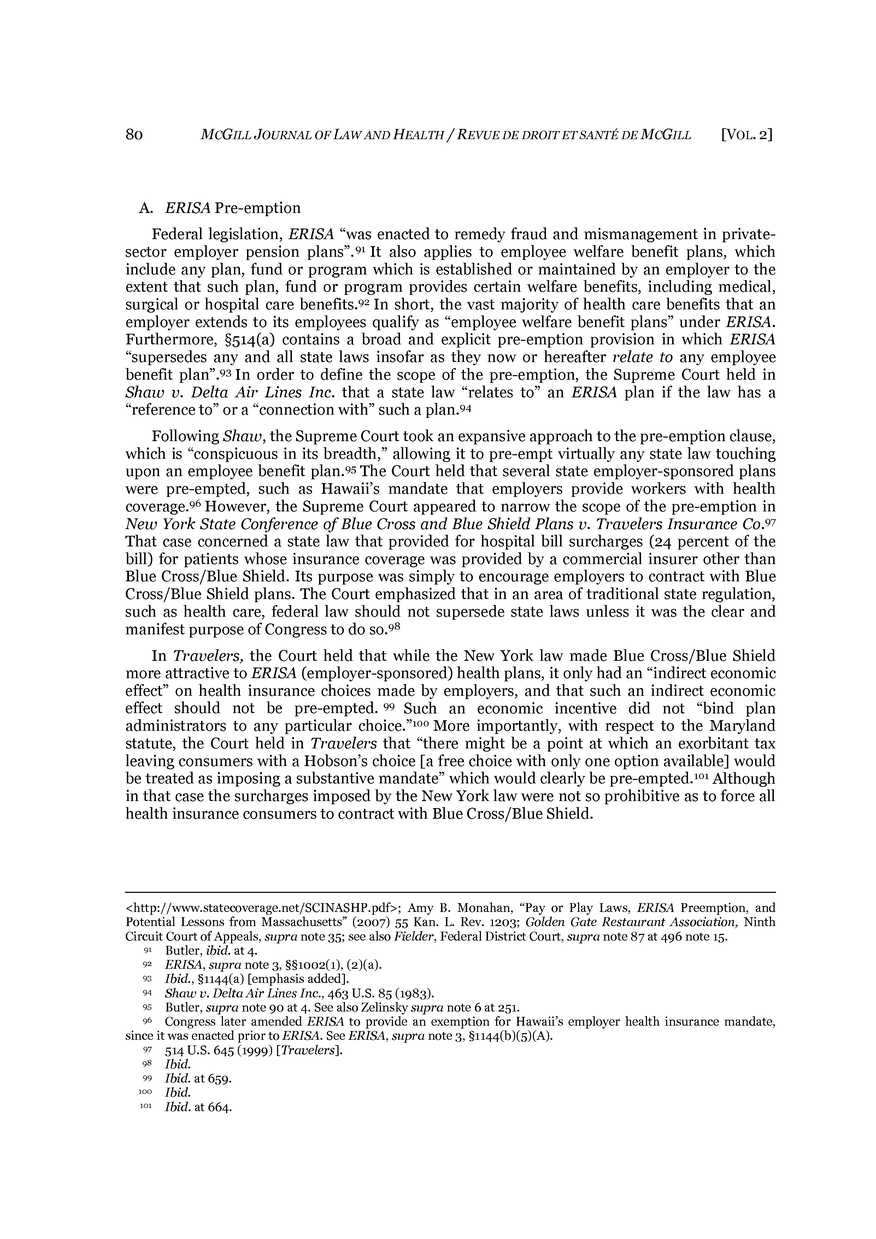 80 MCGILL JOURNAL OF LAW AND HEALTH / REVUE DE DROIT ET SANTÉ DE MCGILL [VOL. 2]
A. ERISA Pre-emption
Federal legislation, ERISA “was enacted to remedy fraud and mismanagement in private-
sector employer pension plans”.91 It also applies to employee welfare benefit plans, which
include any plan, fund or program which is established or maintained by an employer to the
extent that such plan, fund or program provides certain welfare benefits, including medical,
surgical or hospital care benefits.92 In short, the vast majority of health care benefits that an
employer extends to its employees qualify as “employee welfare benefit plans” under ERISA.
Furthermore, §514(a) contains a broad and explicit pre-emption provision in which ERISA
“supersedes any and all state laws insofar as they now or hereafter relate to any employee
benefit plan”.93 In order to define the scope of the pre-emption, the Supreme Court held in
Shaw v. Delta Air Lines Inc. that a state law “relates to” an ERISA plan if the law has a
“reference to” or a “connection with” such a plan.94
Following Shaw, the Supreme Court took an expansive approach to the pre-emption clause,
which is “conspicuous in its breadth,” allowing it to pre-empt virtually any state law touching
upon an employee benefit plan.95 The Court held that several state employer-sponsored plans
were pre-empted, such as Hawaii’s mandate that employers provide workers with health
coverage.96 However, the Supreme Court appeared to narrow the scope of the pre-emption in
New York State Conference of Blue Cross and Blue Shield Plans v. Travelers Insurance Co.97
That case concerned a state law that provided for hospital bill surcharges (24 percent of the
bill) for patients whose insurance coverage was provided by a commercial insurer other than
Blue Cross/Blue Shield. Its purpose was simply to encourage employers to contract with Blue
Cross/Blue Shield plans. The Court emphasized that in an area of traditional state regulation,
such as health care, federal law should not supersede state laws unless it was the clear and
manifest purpose of Congress to do so.98
In Travelers, the Court held that while the New York law made Blue Cross/Blue Shield
more attractive to ERISA (employer-sponsored) health plans, it only had an “indirect economic
effect” on health insurance choices made by employers, and that such an indirect economic
effect should not be pre-empted. 99 Such an economic incentive did not “bind plan
administrators to any particular choice.”100 More importantly, with respect to the Maryland
statute, the Court held in Travelers that “there might be a point at which an exorbitant tax
leaving consumers with a Hobson’s choice [a free choice with only one option available] would
be treated as imposing a substantive mandate” which would clearly be pre-empted.101 Although
in that case the surcharges imposed by the New York law were not so prohibitive as to force all
health insurance consumers to contract with Blue Cross/Blue Shield.
<http://www.statecoverage.net/SCINASHP.pdf>; Amy B. Monahan, “Pay or Play Laws, ERISA Preemption, and
Potential Lessons from Massachusetts” (2007) 55 Kan. L. Rev. 1203; Golden Gate Restaurant Association, Ninth
Circuit Court of Appeals, supra note 35; see also Fielder, Federal District Court, supra note 87 at 496 note 15.
91 Butler, ibid. at 4.
92 ERISA, supra note 3, §§1002(1), (2)(a).
93 Ibid., §1144(a) [emphasis added].
94 Shaw v. Delta Air Lines Inc., 463 U.S. 85 (1983).
95 Butler, supra note 90 at 4. See also Zelinsky supra note 6 at 251.
96 Congress later amended ERISA to provide an exemption for Hawaii’s employer health insurance mandate,
since it was enacted prior to ERISA. See ERISA, supra note 3, §1144(b)(5)(A).
97 514 U.S. 645 (1999) [Travelers].
98 Ibid.
99 Ibid. at 659.
100 Ibid.
101 Ibid. at 664.